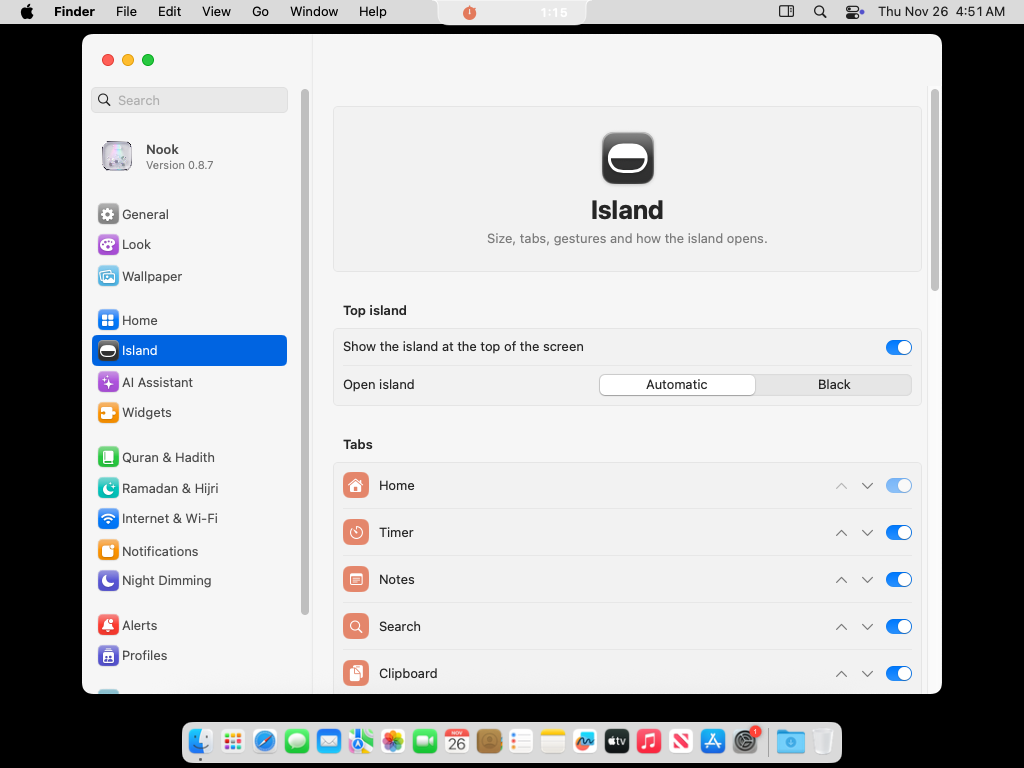 Finder File Edit View Go Window Help 1:15 Thu Nov 26 4:51 AM
Search
Nook
Version 0.8.7
General
Look
Wallpaper
Home
Island
AI Assistant
Widgets
Quran & Hadith
Ramadan & Hijri
Internet & Wi-Fi
Notifications
Night Dimming
Alerts
Profiles
Island
Size, tabs, gestures and how the island opens.
Top island
Show the island at the top of the screen
Open island Automatic Black
Tabs
Home
Timer
Notes
Search
Clipboard
NOV
26
tv
1